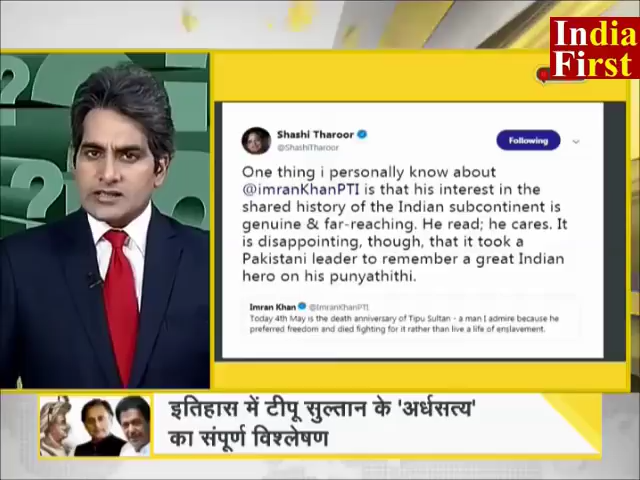 India
First
Shashi Tharoor
@ShashiTharoor
Following
One thing i personally know about
@imranKhanPTI is that his interest in the
shared history of the Indian subcontinent is
genuine & far-reaching. He read; he cares. It
is disappointing, though, that it took a
Pakistani leader to remember a great Indian
hero on his punyathithi.
Imran Khan @ImranKhanPTI
Today 4th May is the death anniversary of Tipu Sultan - a man I admire because he
preferred freedom and died fighting for it rather than live a life of enslavement.
इतिहास में टीपू सुल्तान के 'अर्धसत्य'
का संपूर्ण विश्लेषण